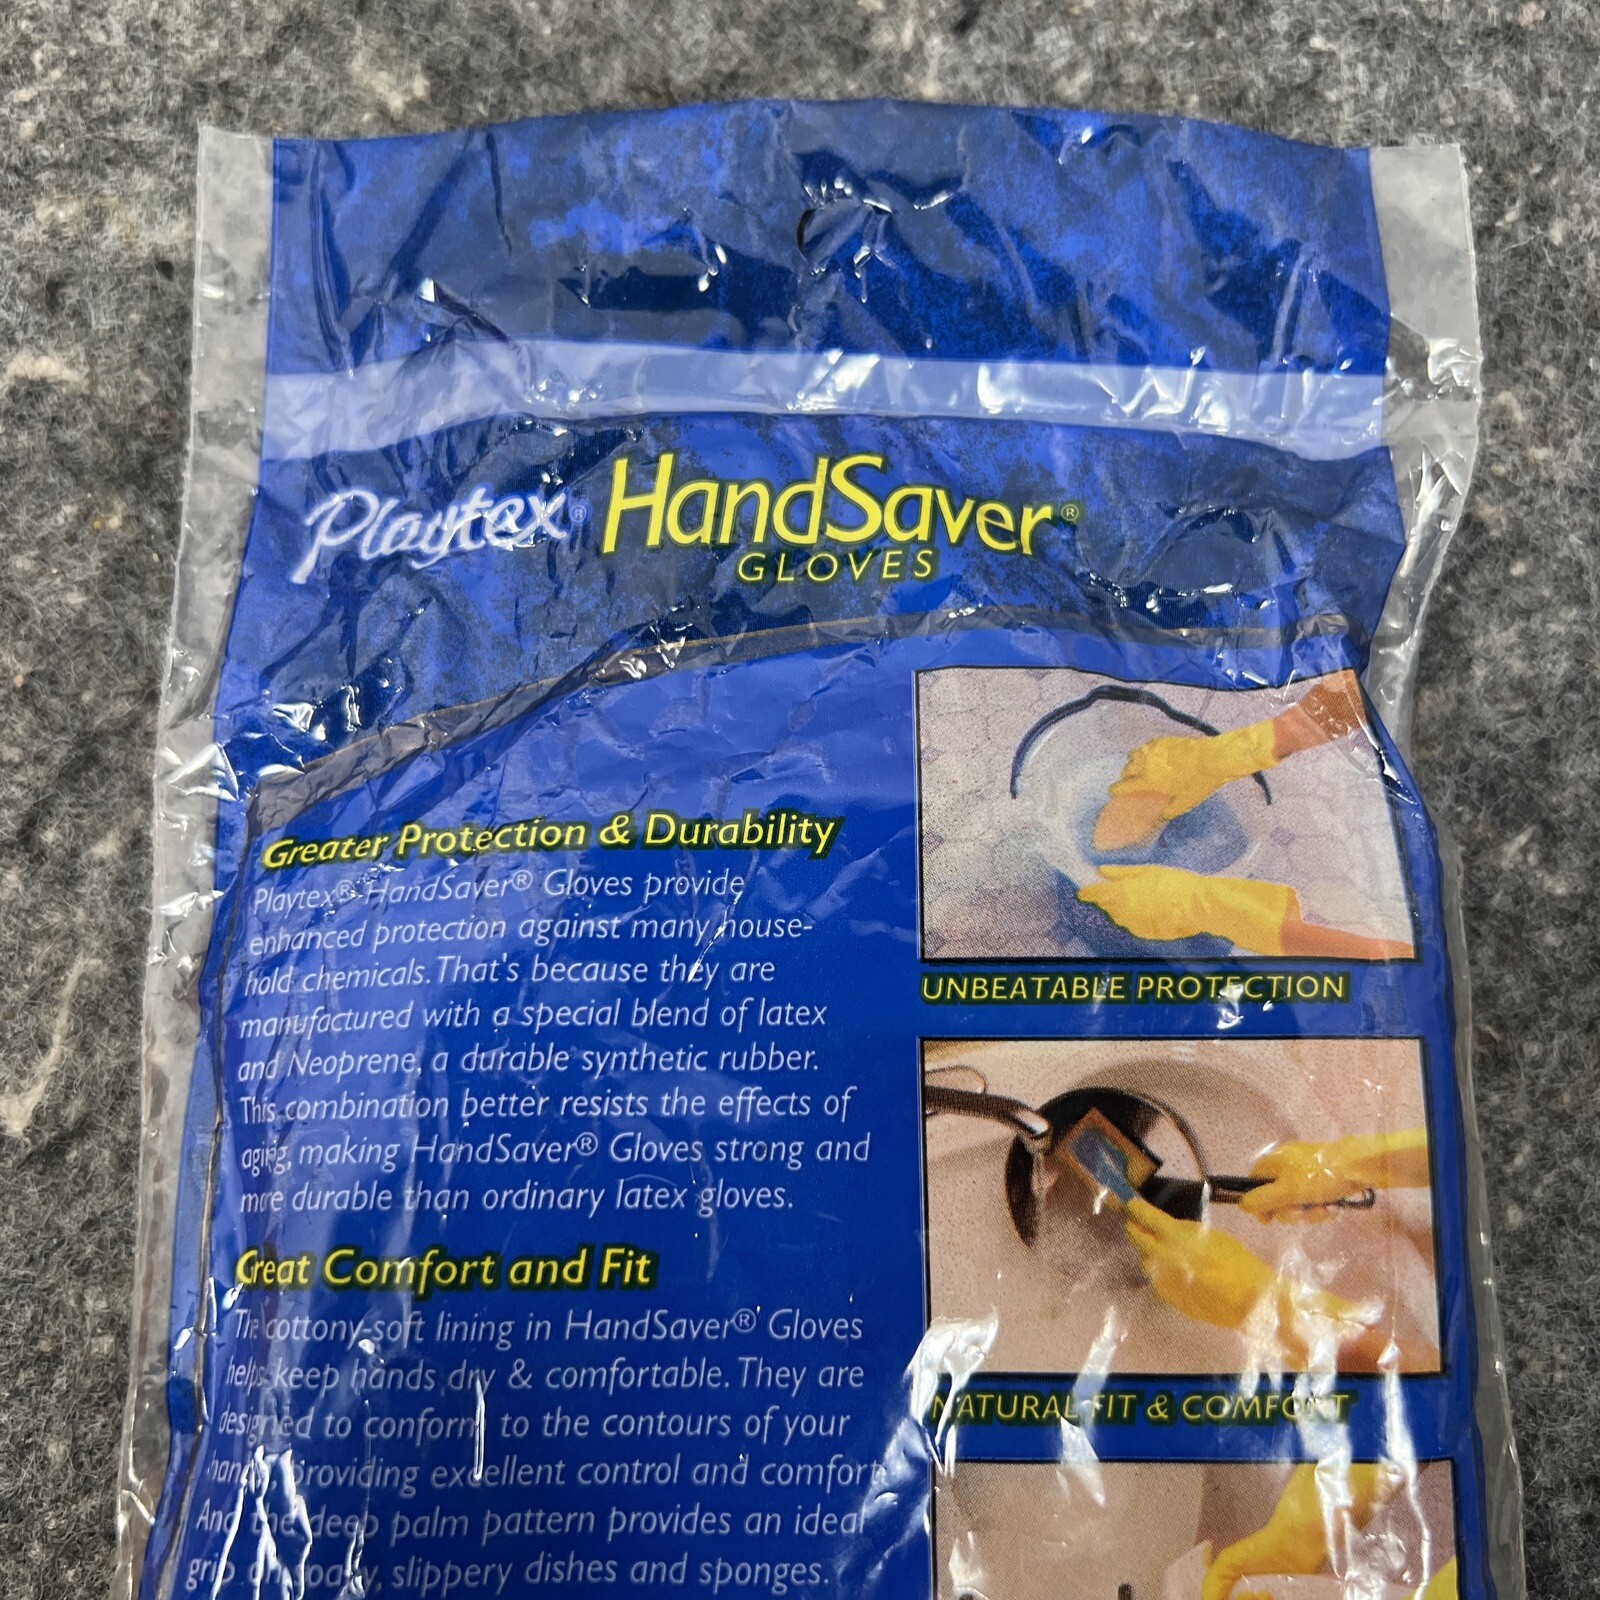 Playtex® HandSaver®
GLOVES
Greater Protection & Durability
Playtex® HandSaver® Gloves provide
enhanced protection against many house-
hold chemicals. That's because they are
manufactured with a special blend of latex
and Neoprene, a durable synthetic rubber.
This combination better resists the effects of
aging, making HandSaver® Gloves strong and
more durable than ordinary latex gloves.
Great Comfort and Fit
The cottony-soft lining in HandSaver® Gloves
helps keep hands dry & comfortable. They are
designed to conform to the contours of your
hands, providing excellent control and comfort.
And the deep palm pattern provides an ideal
grip on soapy, slippery dishes and sponges.
UNBEATABLE PROTECTION
NATURAL FIT & COMFORT